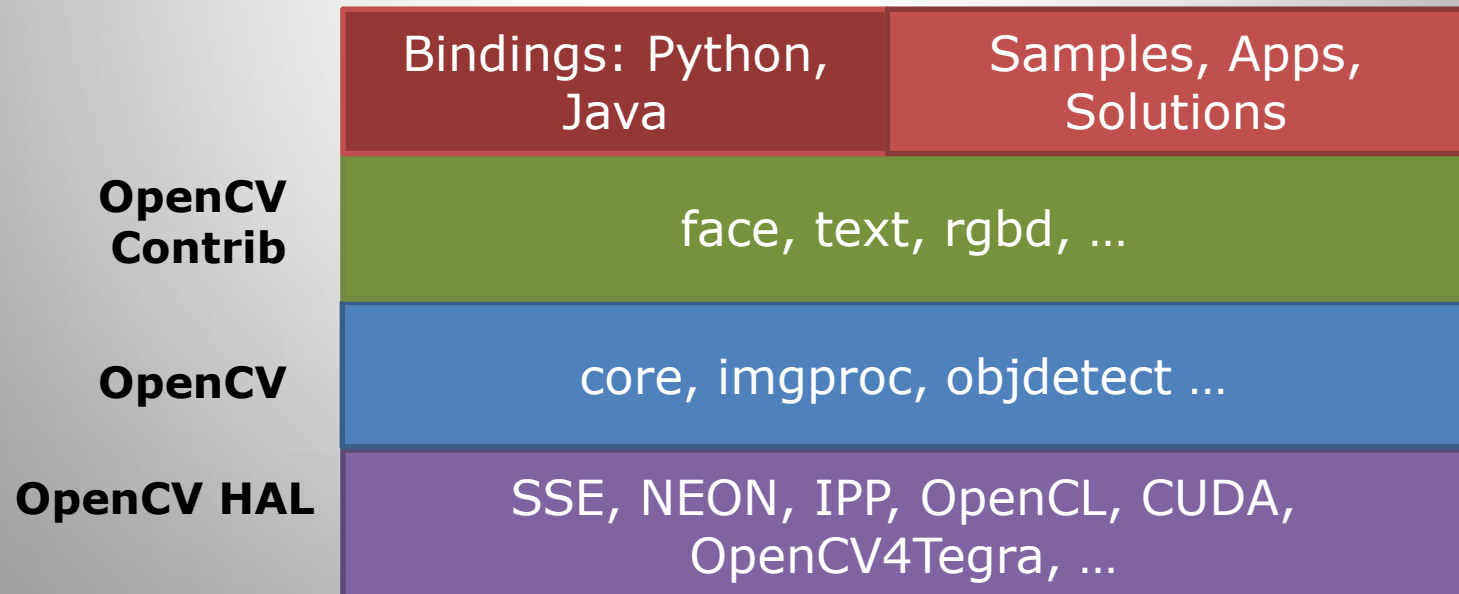 Bindings: Python,
Java
Samples, Apps,
Solutions
OpenCV
Contrib
face, text, rgbd, …
OpenCV
core, imgproc, objdetect …
OpenCV HAL
SSE, NEON, IPP, OpenCL, CUDA,
OpenCV4Tegra, …